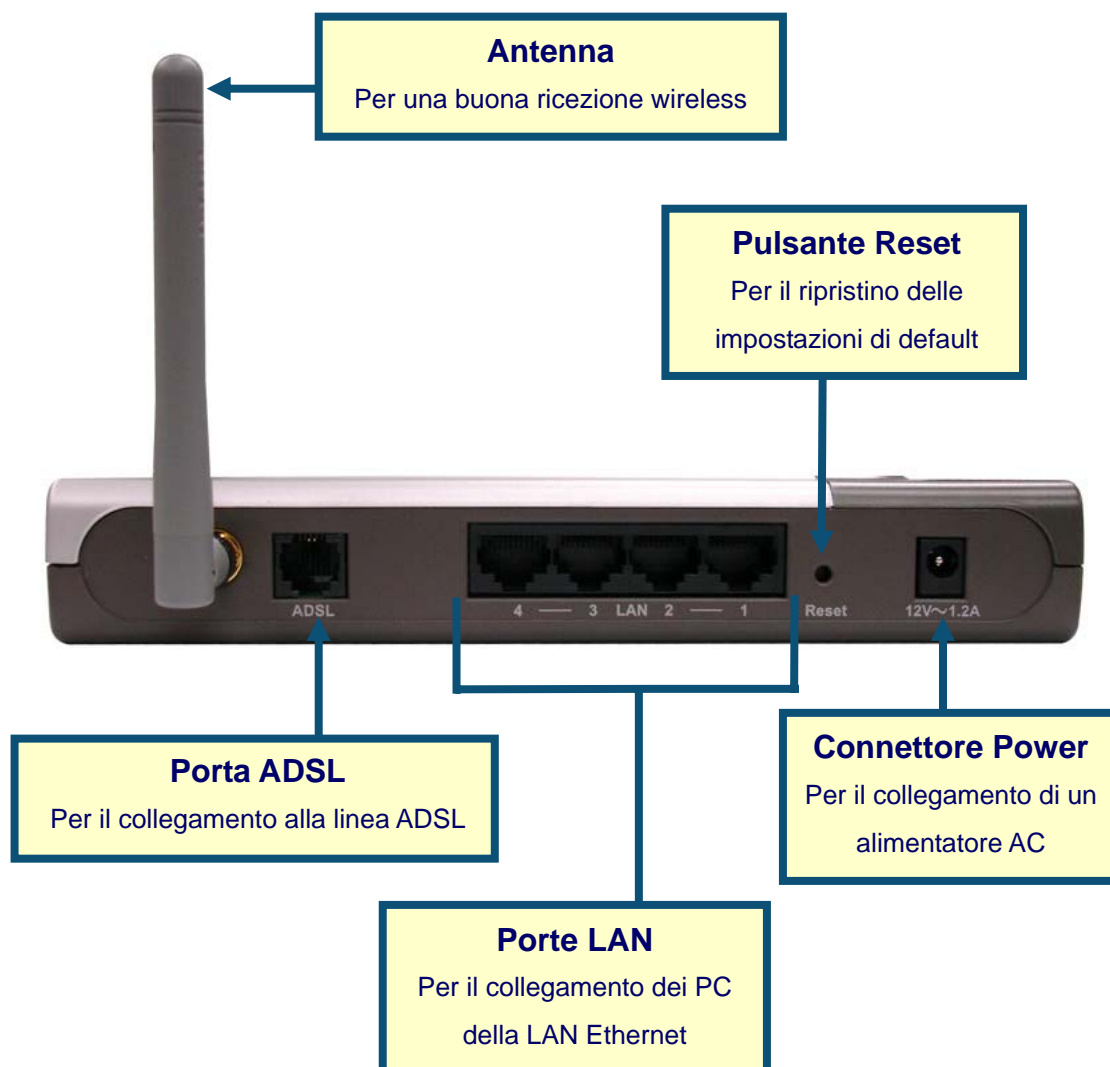 Antenna
Per una buona ricezione wireless
Pulsante Reset
Per il ripristino delle
impostazioni di default
ADSL
4 — 3 LAN 2 — 1
Reset
12V～1.2A
Porta ADSL
Per il collegamento alla linea ADSL
Connettore Power
Per il collegamento di un
alimentatore AC
Porte LAN
Per il collegamento dei PC
della LAN Ethernet